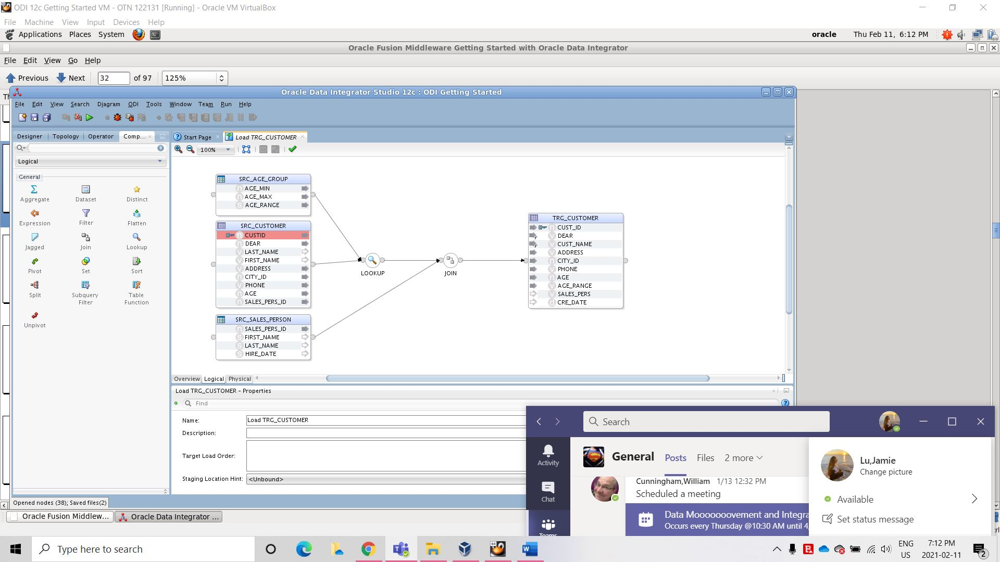 ODI 12c Getting Started VM - OTN 122131 [Running] - Oracle VM VirtualBox
File Machine View Input Devices Help
Applications Places System oracle Thu Feb 11, 6:12 PM
Oracle Fusion Middleware Getting Started with Oracle Data Integrator
File Edit View Go Help
Previous Next 32 of 97 125%
Oracle Data Integrator Studio 12c : ODI Getting Started
File Edit View Search Diagram ODI Tools Window Team Run Help
Designer Topology Operator Comp...
Start Page Load TRG_CUSTOMER
100%
Logical
General
Aggregate Dataset Distinct
Expression Filter Flatten
Jagged Join Lookup
Pivot Set Sort
Split Subquery Filter Table Function
Unpivot
SRC_AGE_GROUP
AGE_MIN
AGE_MAX
AGE_RANGE
SRC_CUSTOMER
CUSTID
DEAR
LAST_NAME
FIRST_NAME
ADDRESS
CITY_ID
PHONE
AGE
SALES_PERS_ID
SRC_SALES_PERSON
SALES_PERS_ID
FIRST_NAME
LAST_NAME
HIRE_DATE
LOOKUP
JOIN
TRG_CUSTOMER
CUST_ID
DEAR
CUST_NAME
ADDRESS
CITY_ID
PHONE
AGE
AGE_RANGE
SALES_PERS
CRE_DATE
Overview Logical Physical
Load TRG_CUSTOMER - Properties
Find
Name: Load TRG_CUSTOMER
Description:
Target Load Order:
Staging Location Hint: <Unbound>
Opened nodes (38); Saved files(2)
Oracle Fusion Middlew... Oracle Data Integrator ...
Search
Activity
Chat
Teams
General Posts Files 2 more
Cunningham,William 1/13 12:32 PM
Scheduled a meeting
Data Mooooooovement and Integra
Occurs every Thursday @10:30 AM until 4
Lu,Jamie
Change picture
Available
Set status message
Type here to search
ENG
US
7:12 PM
2021-02-11
2